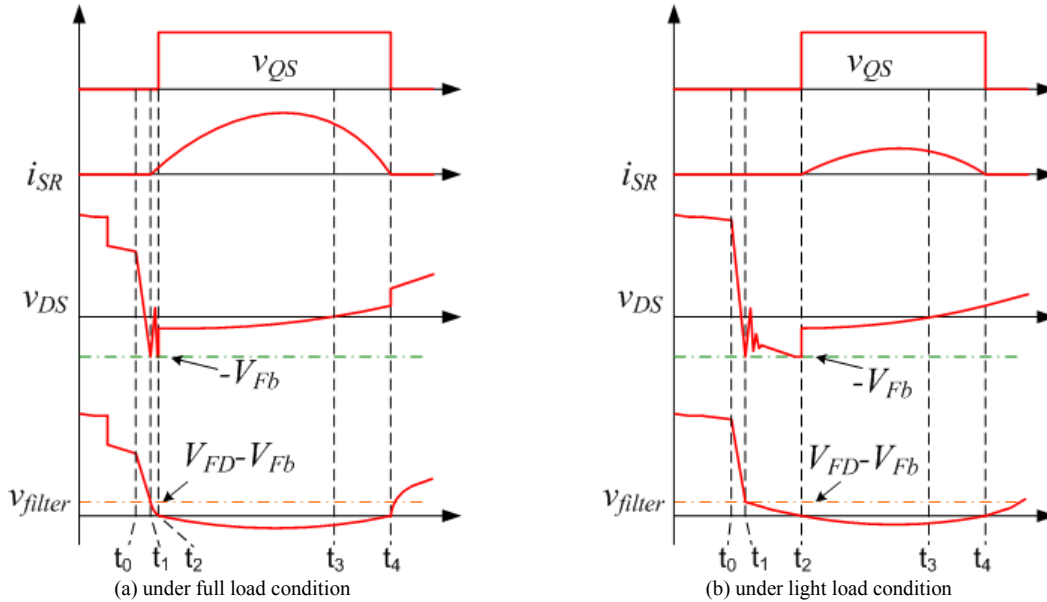 v_QS
i_SR
v_DS
-V_Fb
V_FD-V_Fb
v_filter
t_0 t_1 t_2 t_3 t_4
(a) under full load condition
v_QS
i_SR
v_DS
-V_Fb
V_FD-V_Fb
v_filter
t_0 t_1 t_2 t_3 t_4
(b) under light load condition